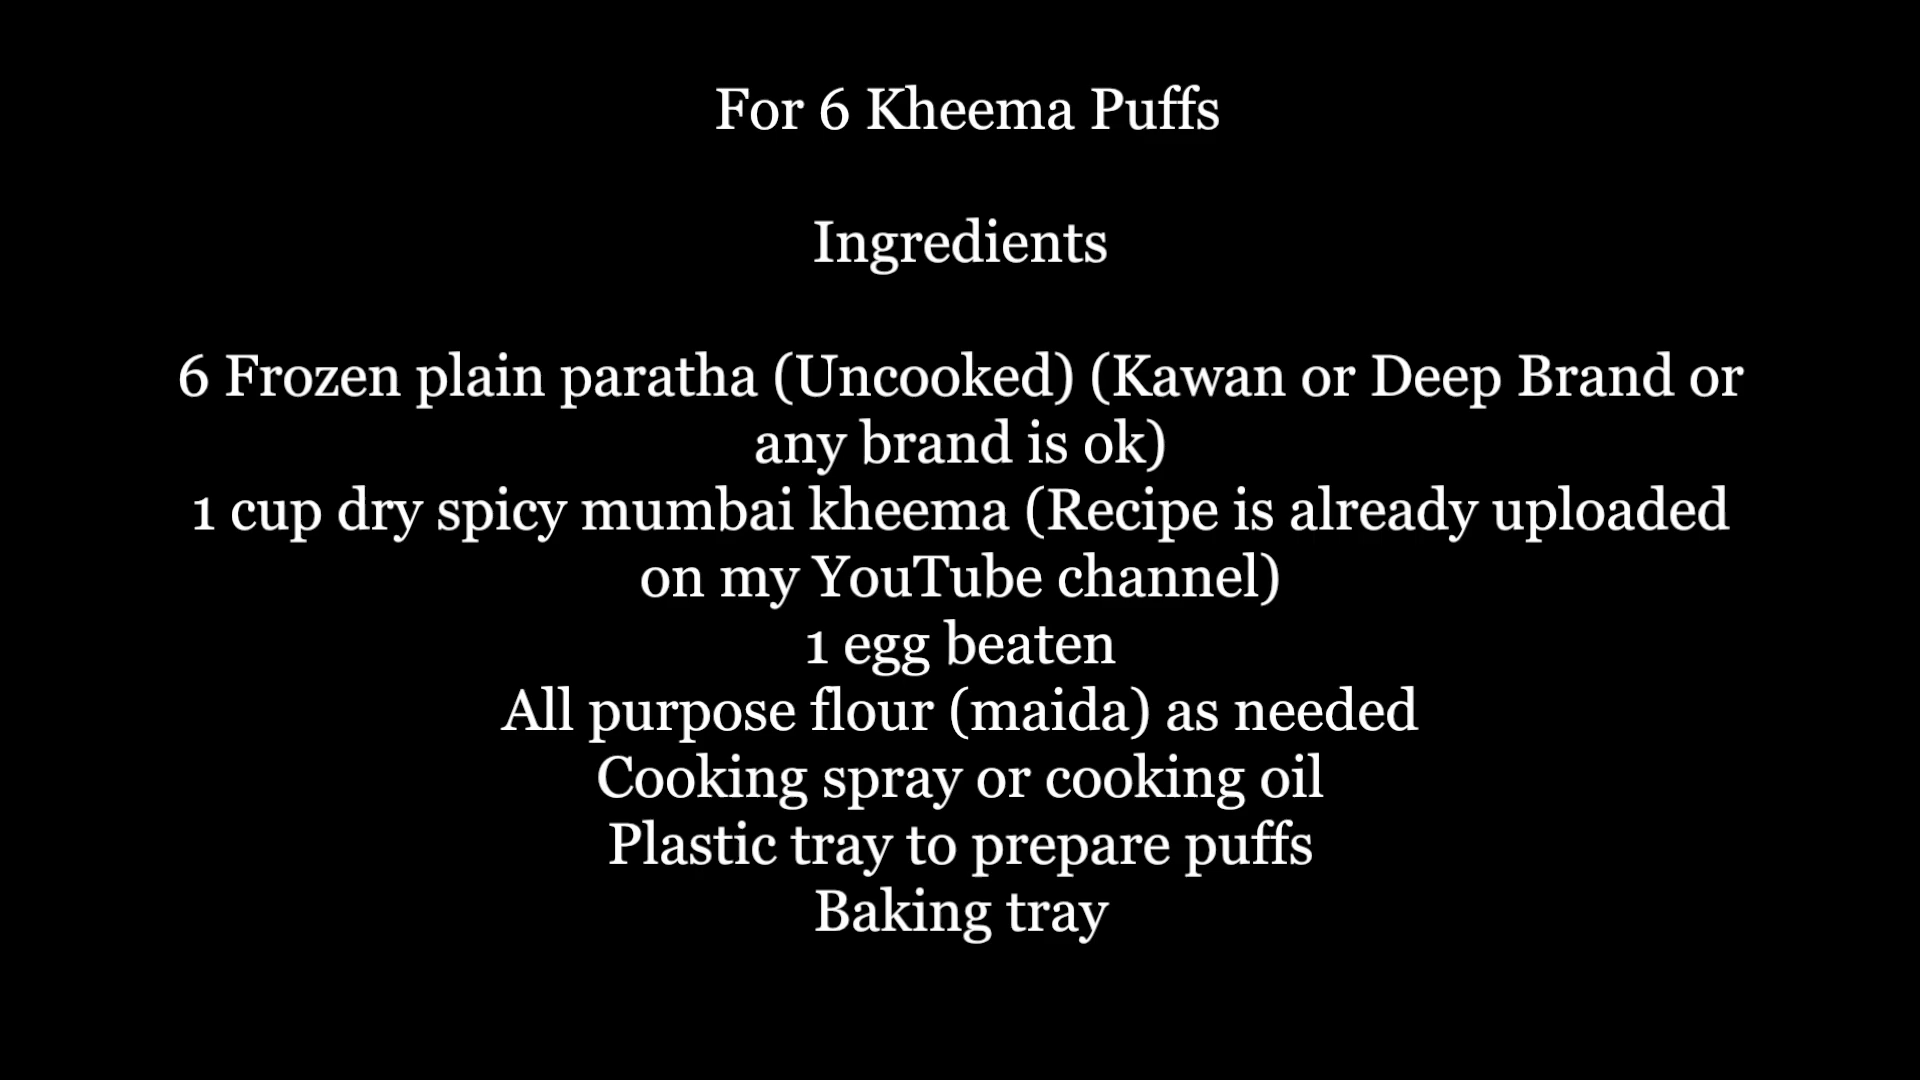 For 6 Kheema Puffs
Ingredients
6 Frozen plain paratha (Uncooked) (Kawan or Deep Brand or
any brand is ok)
1 cup dry spicy mumbai kheema (Recipe is already uploaded
on my YouTube channel)
1 egg beaten
All purpose flour (maida) as needed
Cooking spray or cooking oil
Plastic tray to prepare puffs
Baking tray